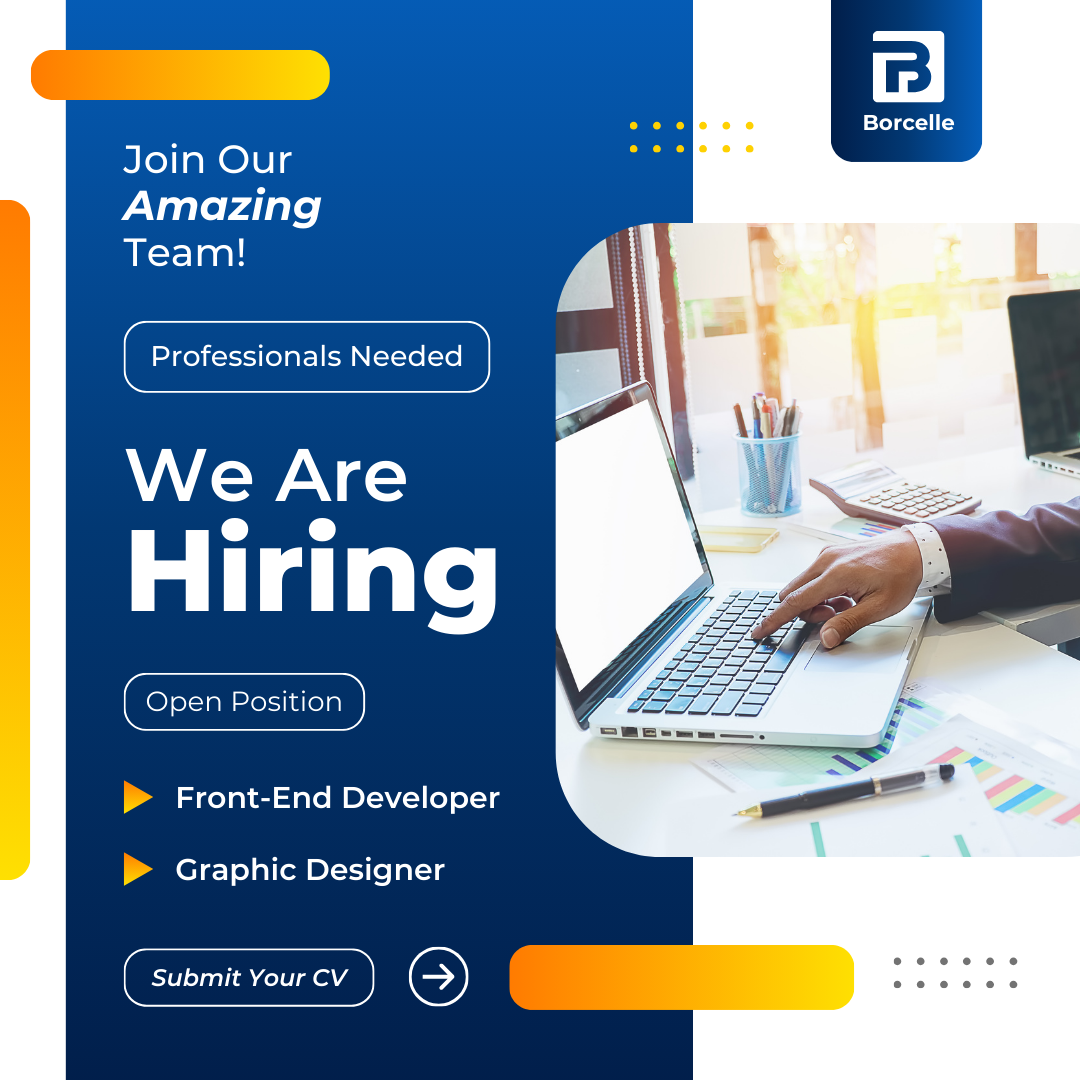 Borcelle
Join Our
Amazing
Team!
Professionals Needed
We Are
Hiring
Open Position
Front-End Developer
Graphic Designer
Submit Your CV